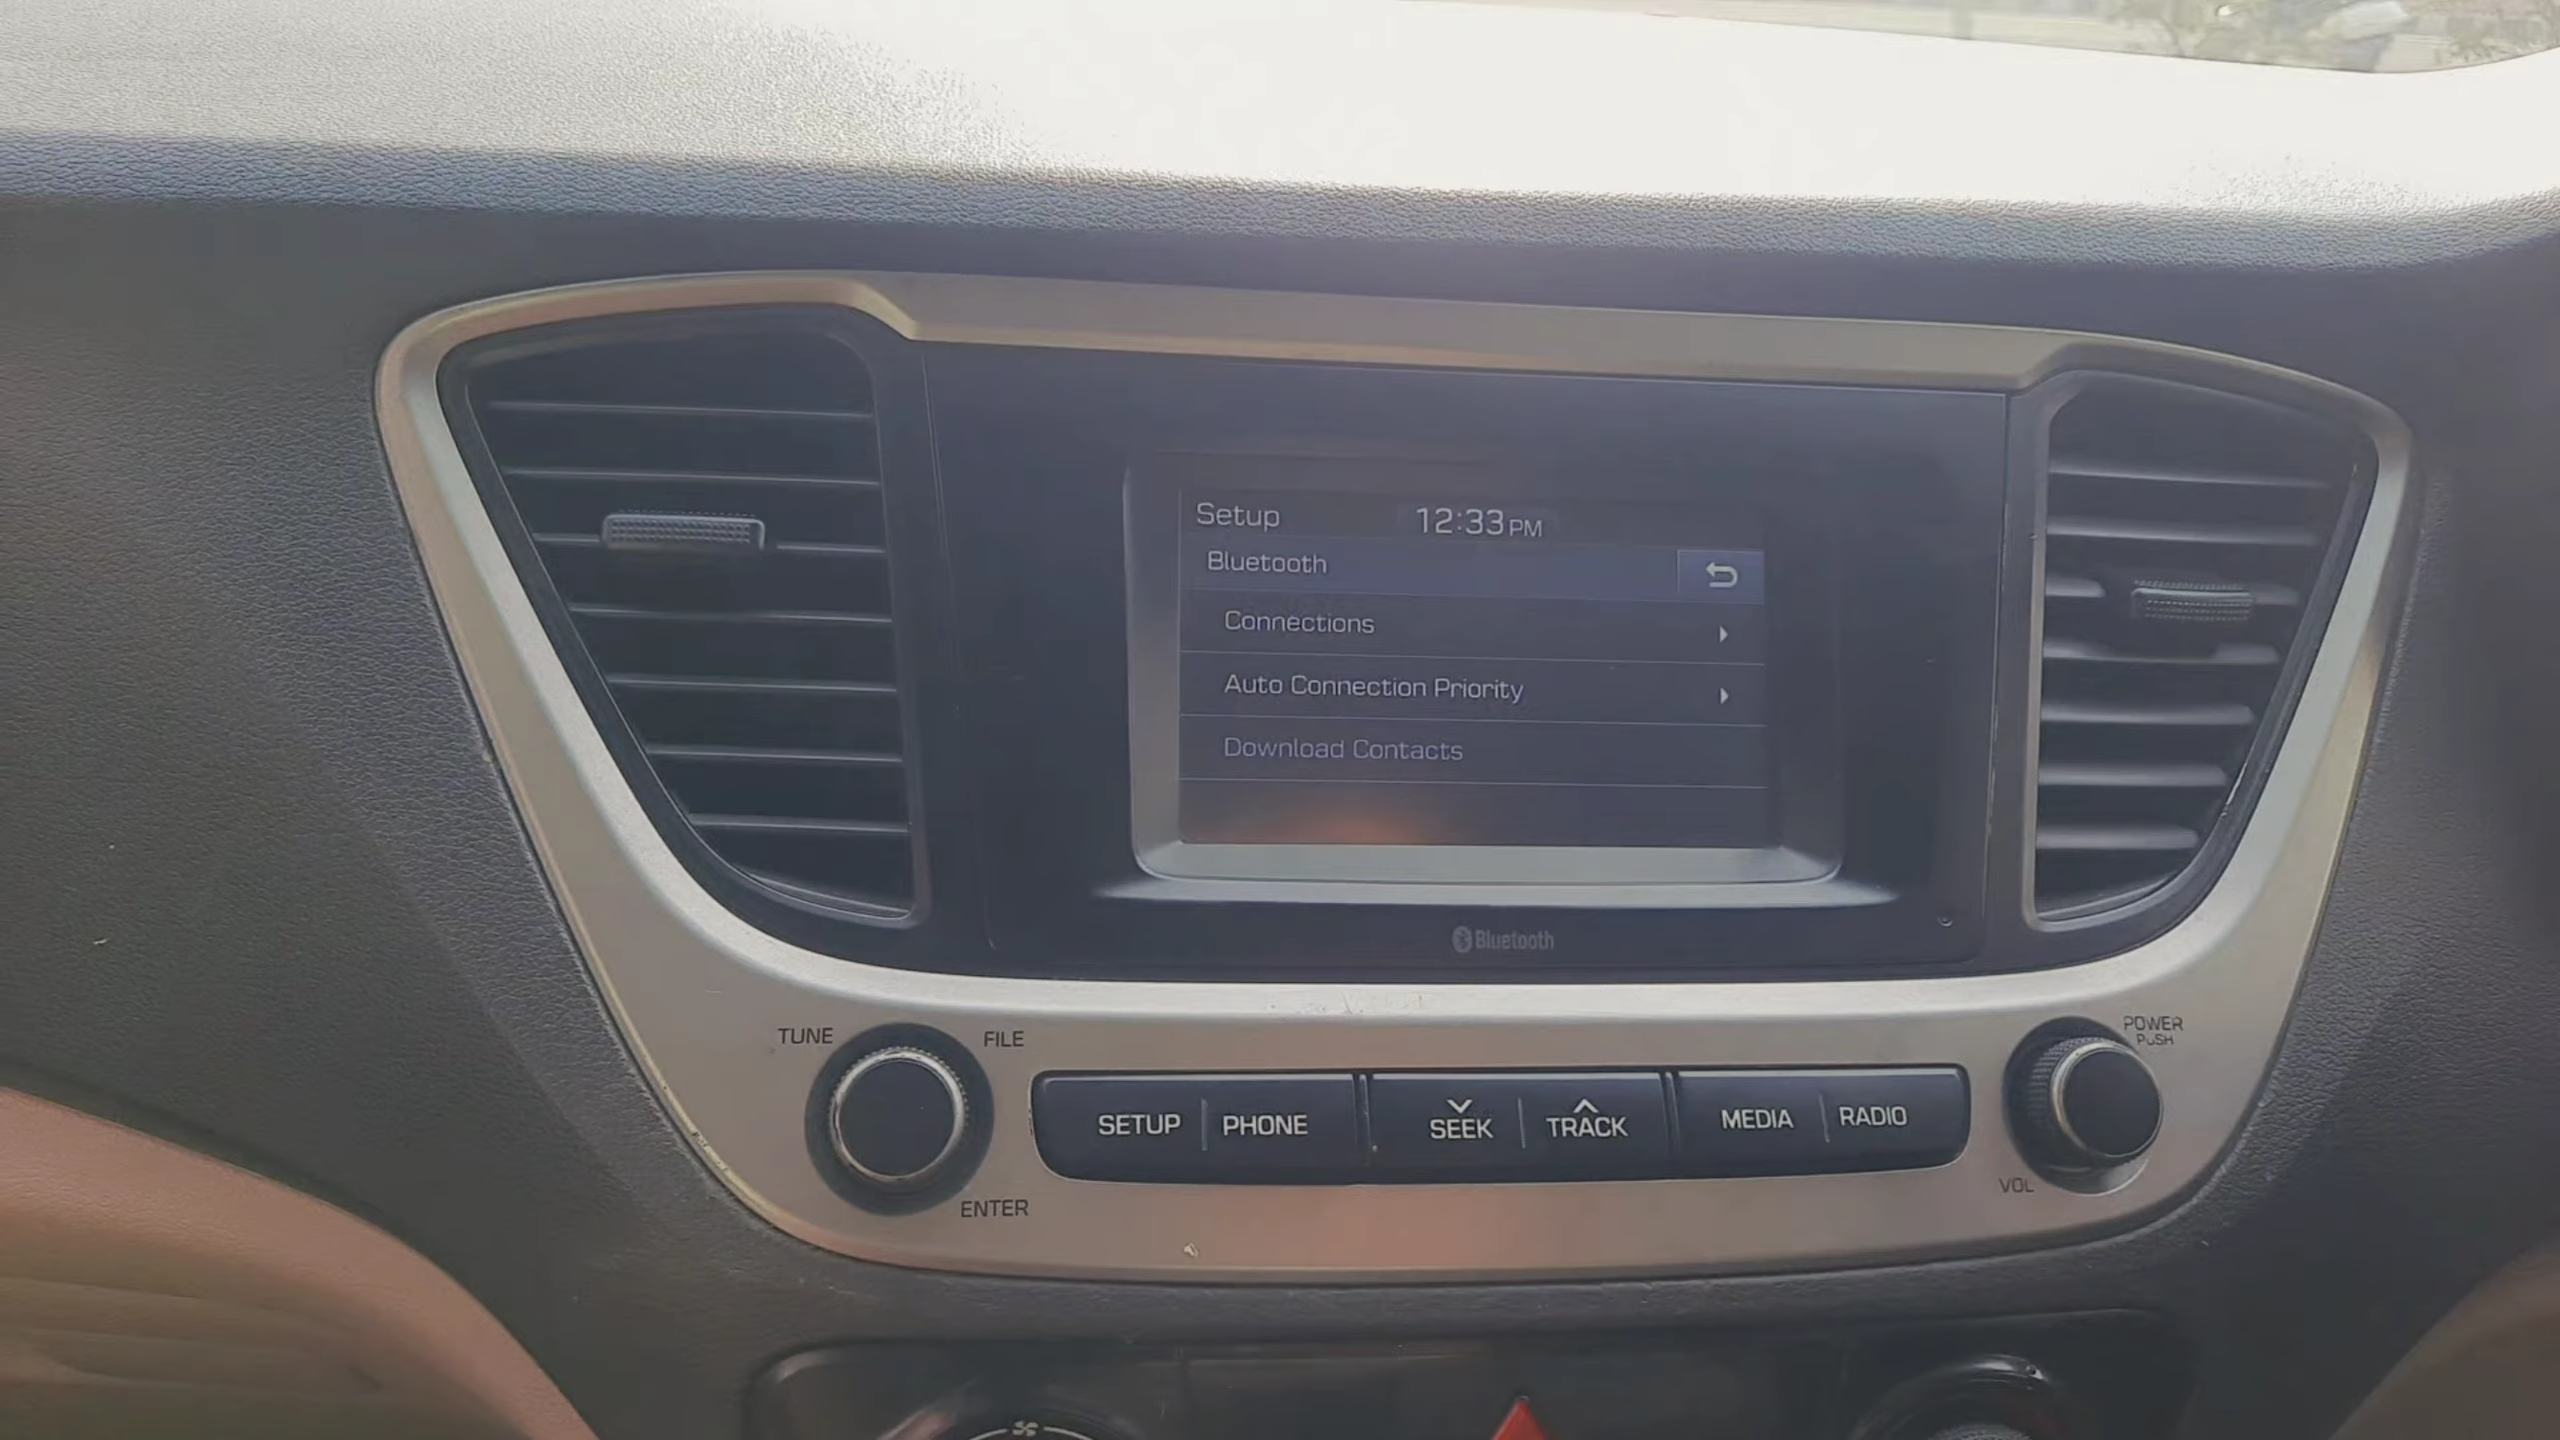 Setup 12:33 PM
Bluetooth
Connections
Auto Connection Priority
Download Contacts
Bluetooth
TUNE FILE
ENTER
SETUP PHONE
SEEK TRACK
MEDIA RADIO
POWER
PUSH
VOL